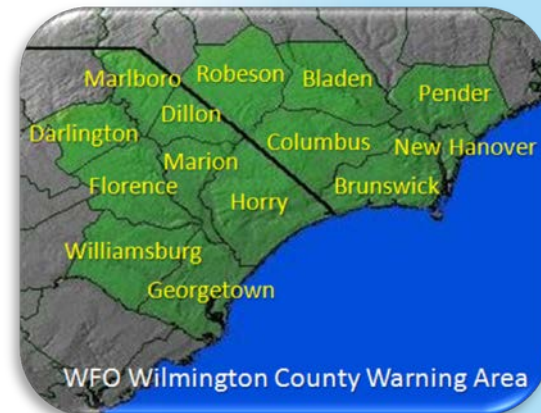 Marlboro
Robeson
Bladen
Pender
Dillon
Darlington
Columbus
New Hanover
Marion
Florence
Brunswick
Horry
Williamsburg
Georgetown
WFO Wilmington County Warning Area